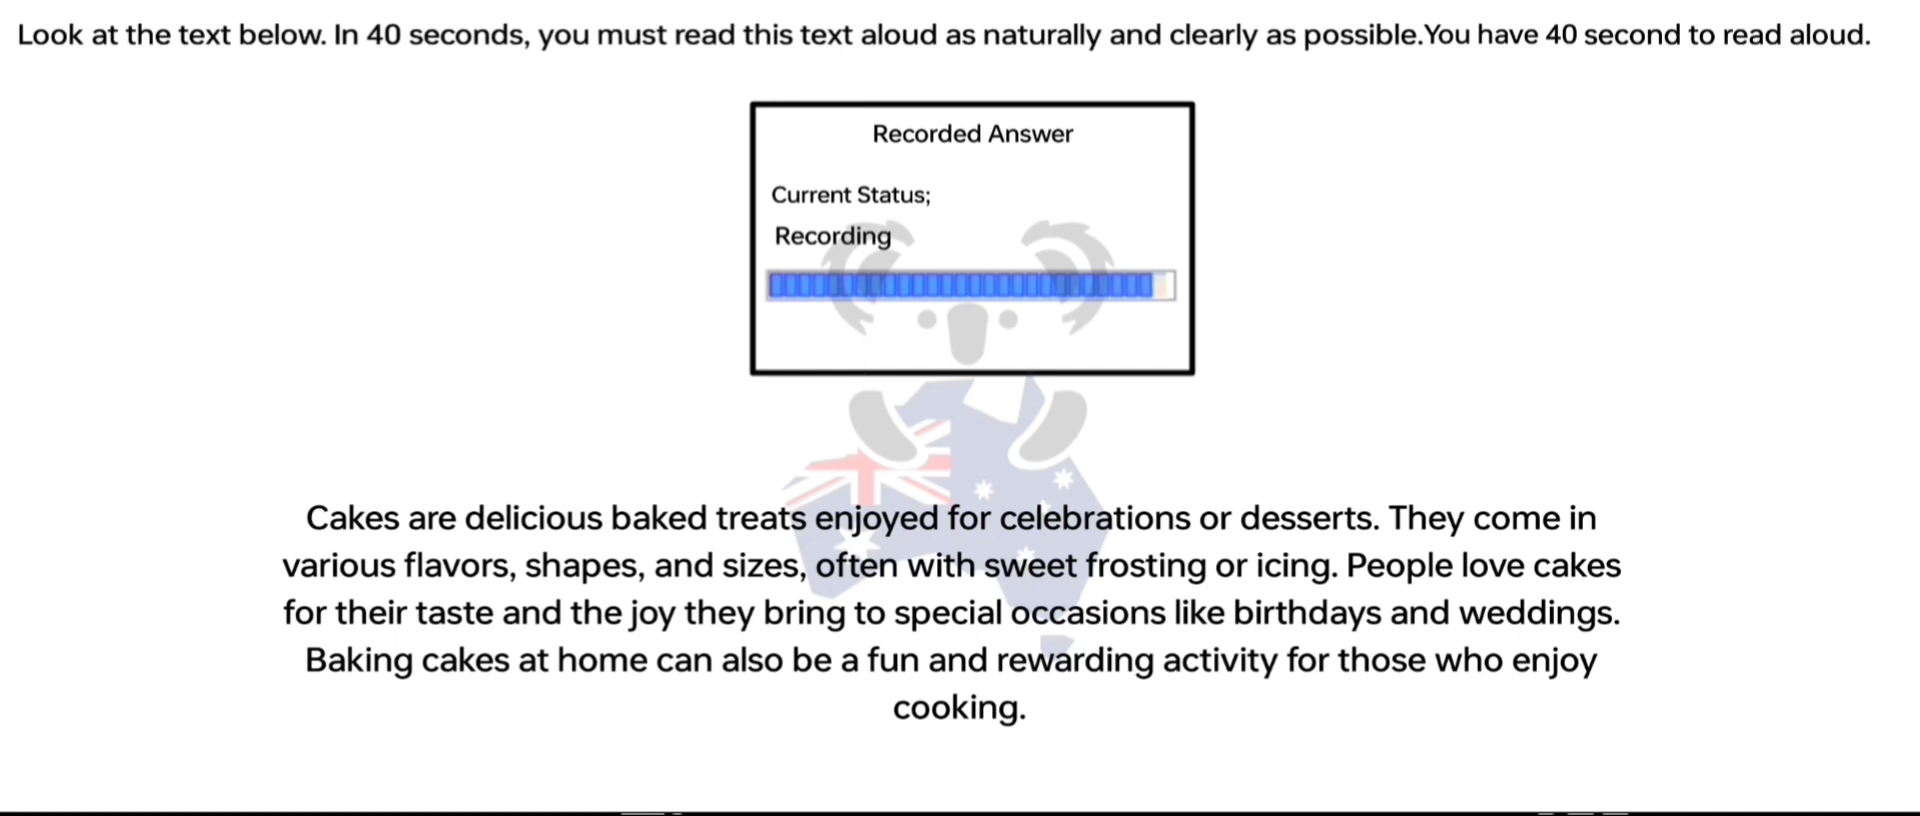 Look at the text below. In 40 seconds, you must read this text aloud as naturally and clearly as possible.You have 40 second to read aloud.
Recorded Answer
Current Status;
Recording
Cakes are delicious baked treats enjoyed for celebrations or desserts. They come in
various flavors, shapes, and sizes, often with sweet frosting or icing. People love cakes
for their taste and the joy they bring to special occasions like birthdays and weddings.
Baking cakes at home can also be a fun and rewarding activity for those who enjoy
cooking.